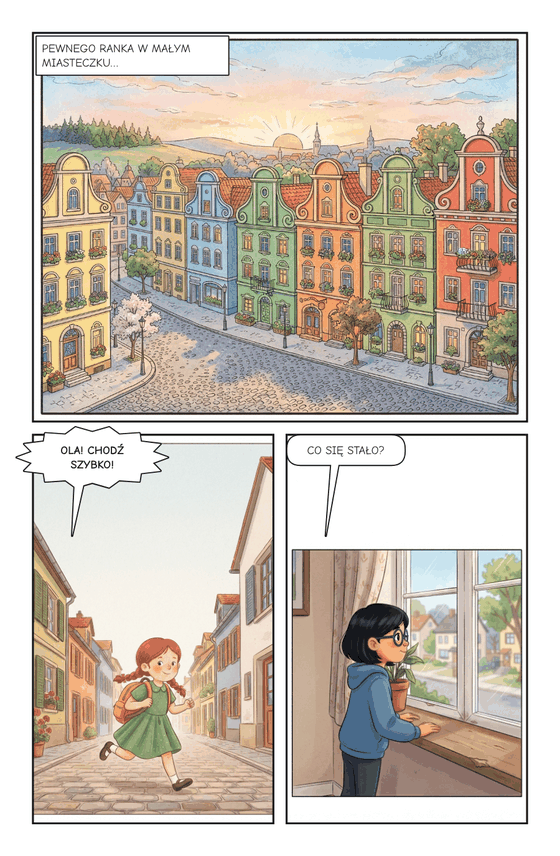 PEWNEGO RANKA W MAŁYM
MIASTECZKU...
OLA! CHODŹ
SZYBKO!
CO SIĘ STAŁO?